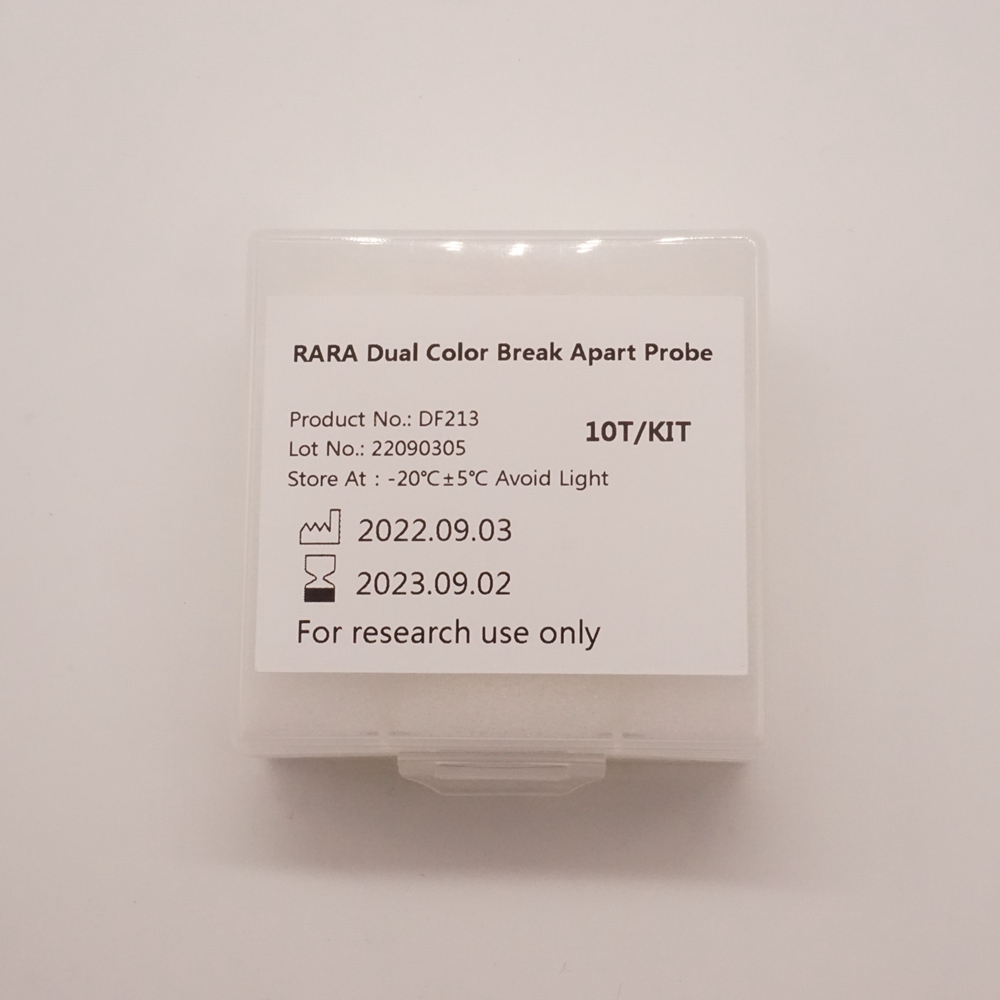 RARA Dual Color Break Apart Probe
Product No.: DF213
10T/KIT
Lot No.: 22090305
Store At : -20℃±5℃ Avoid Light
2022.09.03
2023.09.02
For research use only